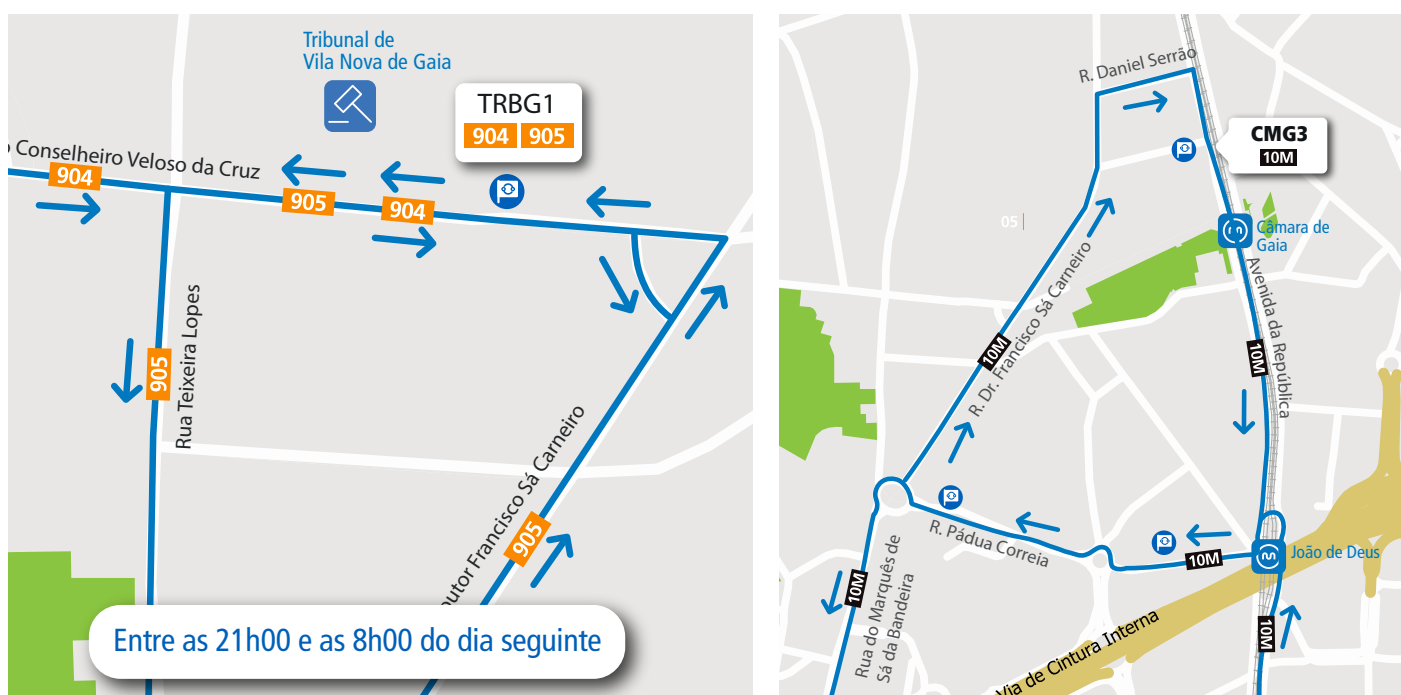 Tribunal de
Vila Nova de Gaia
TRBG1
904 905
Conselheiro Veloso da Cruz
904
905
904
905
Rua Teixeira Lopes
905
outor Francisco Sá Carneiro
Entre as 21h00 e as 8h00 do dia seguinte
R. Daniel Serrão
CMG3
10M
05
Câmara de
Gaia
Avenida da República
10M
R. Dr. Francisco Sá Carneiro
10M
R. Pádua Correia
10M
João de Deus
10M
Rua do Marquês de
Sá da Bandeira
10M
Via de Cintura Interna